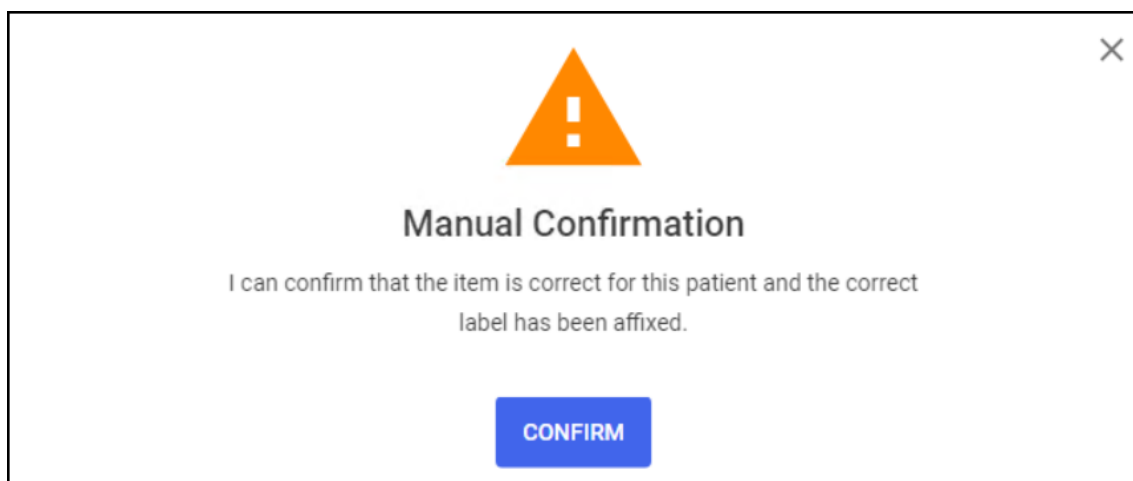 Manual Confirmation
I can confirm that the item is correct for this patient and the correct
label has been affixed.
CONFIRM